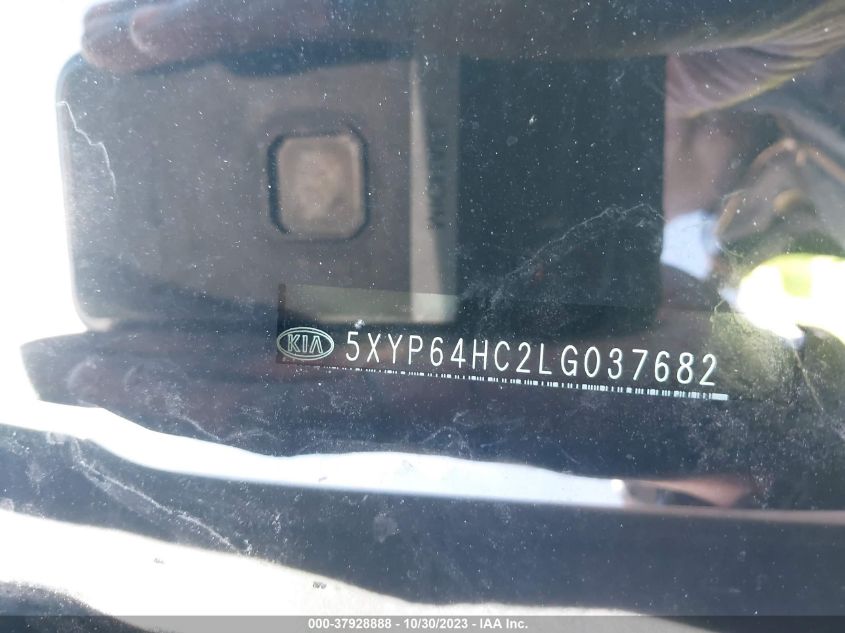 KIA 5XYP64HC2LG037682
000-37928888 - 10/30/2023 - IAA Inc.